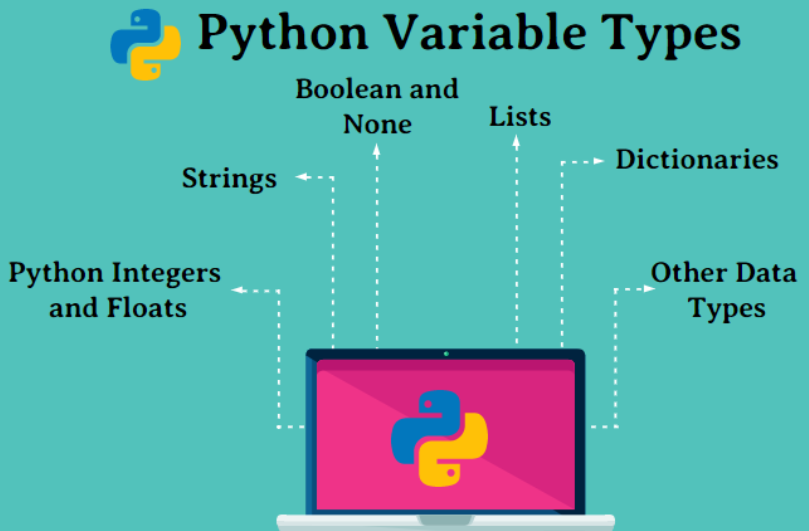 Python Variable Types
Boolean and
None
Lists
Strings
Dictionaries
Python Integers
and Floats
Other Data
Types